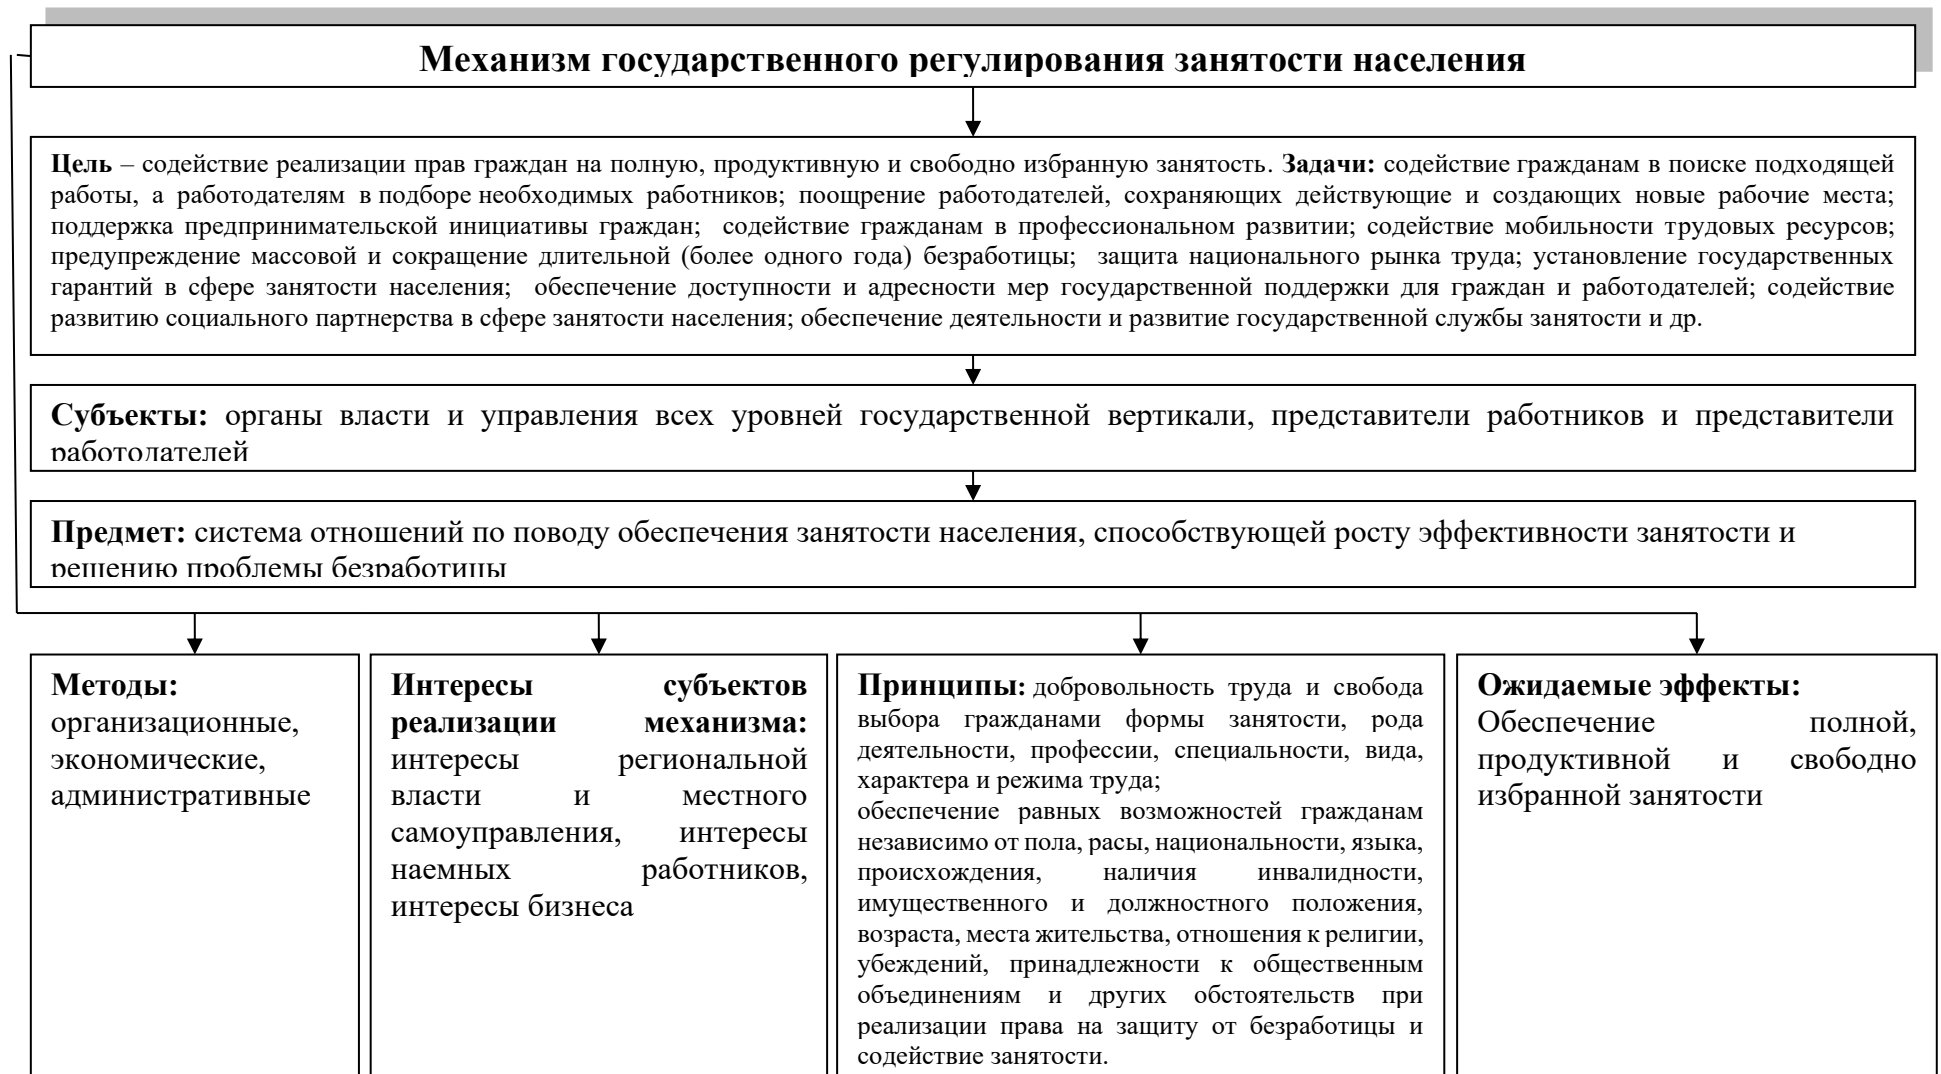 Механизм государственного регулирования занятости населения
Цель – содействие реализации прав граждан на полную, продуктивную и свободно избранную занятость. Задачи: содействие гражданам в поиске подходящей
работы, а работодателям в подборе необходимых работников; поощрение работодателей, сохраняющих действующие и создающих новые рабочие места;
поддержка предпринимательской инициативы граждан; содействие гражданам в профессиональном развитии; содействие мобильности трудовых ресурсов;
предупреждение массовой и сокращение длительной (более одного года) безработицы; защита национального рынка труда; установление государственных
гарантий в сфере занятости населения; обеспечение доступности и адресности мер государственной поддержки для граждан и работодателей; содействие
развитию социального партнерства в сфере занятости населения; обеспечение деятельности и развитие государственной службы занятости и др.
Субъекты: органы власти и управления всех уровней государственной вертикали, представители работников и представители
работодателей
Предмет: система отношений по поводу обеспечения занятости населения, способствующей росту эффективности занятости и
решению проблемы безработицы
Методы:
организационные,
экономические,
административные
Интересы субъектов
реализации механизма:
интересы региональной
власти и местного
самоуправления, интересы
наемных работников,
интересы бизнеса
Принципы: добровольность труда и свобода
выбора гражданами формы занятости, рода
деятельности, профессии, специальности, вида,
характера и режима труда;
обеспечение равных возможностей гражданам
независимо от пола, расы, национальности, языка,
происхождения, наличия инвалидности,
имущественного и должностного положения,
возраста, места жительства, отношения к религии,
убеждений, принадлежности к общественным
объединениям и других обстоятельств при
реализации права на защиту от безработицы и
содействие занятости.
Ожидаемые эффекты:
Обеспечение полной,
продуктивной и свободно
избранной занятости